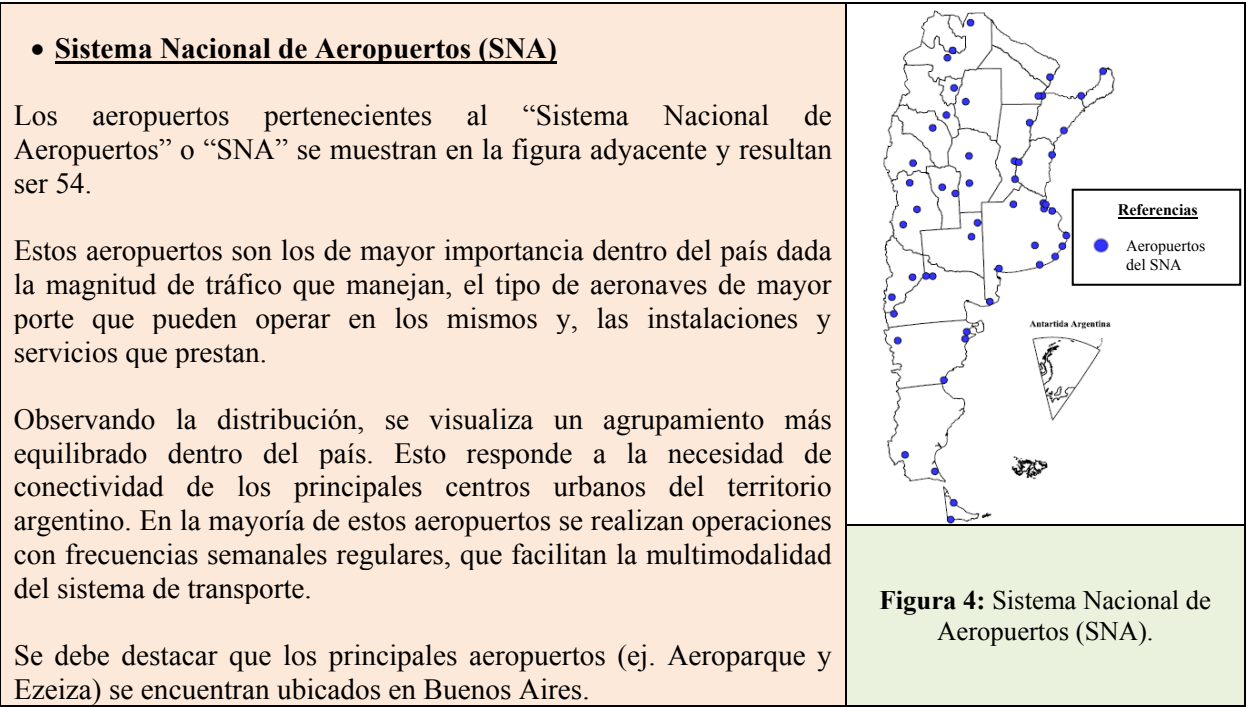 • Sistema Nacional de Aeropuertos (SNA)
Los aeropuertos pertenecientes al “Sistema Nacional de
Aeropuertos” o “SNA” se muestran en la figura adyacente y resultan
ser 54.
Estos aeropuertos son los de mayor importancia dentro del país dada
la magnitud de tráfico que manejan, el tipo de aeronaves de mayor
porte que pueden operar en los mismos y, las instalaciones y
servicios que prestan.
Observando la distribución, se visualiza un agrupamiento más
equilibrado dentro del país. Esto responde a la necesidad de
conectividad de los principales centros urbanos del territorio
argentino. En la mayoría de estos aeropuertos se realizan operaciones
con frecuencias semanales regulares, que facilitan la multimodalidad
del sistema de transporte.
Se debe destacar que los principales aeropuertos (ej. Aeroparque y
Ezeiza) se encuentran ubicados en Buenos Aires.
Referencias
Aeropuertos
del SNA
Antartida Argentina
Figura 4: Sistema Nacional de
Aeropuertos (SNA).